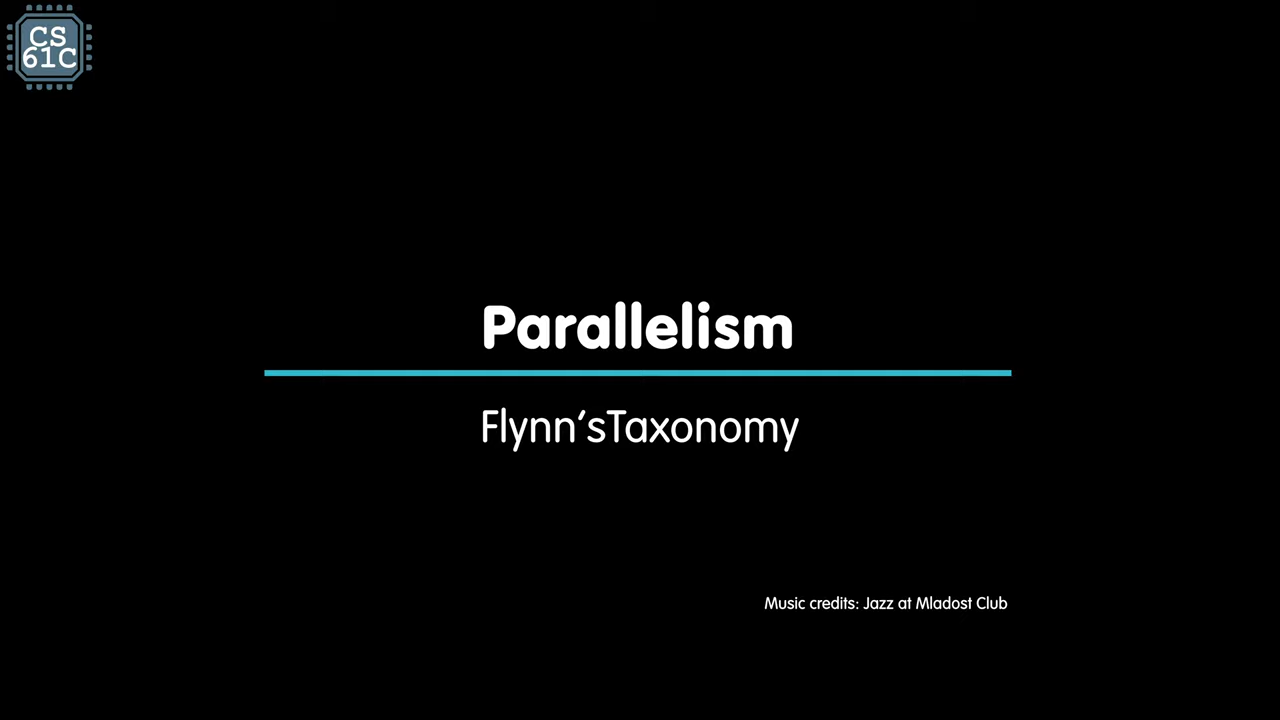 CS
61C
Parallelism
Flynn'sTaxonomy
Music credits: Jazz at Mladost Club